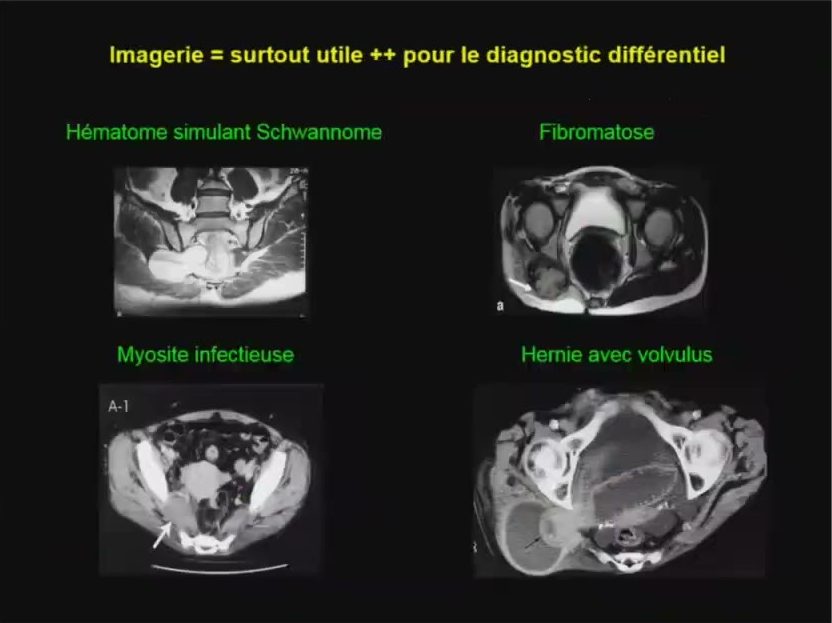 Imagerie = surtout utile ++ pour le diagnostic différentiel
Hématome simulant Schwannome
Fibromatose
a
Myosite infectieuse
Hernie avec volvulus
A-1